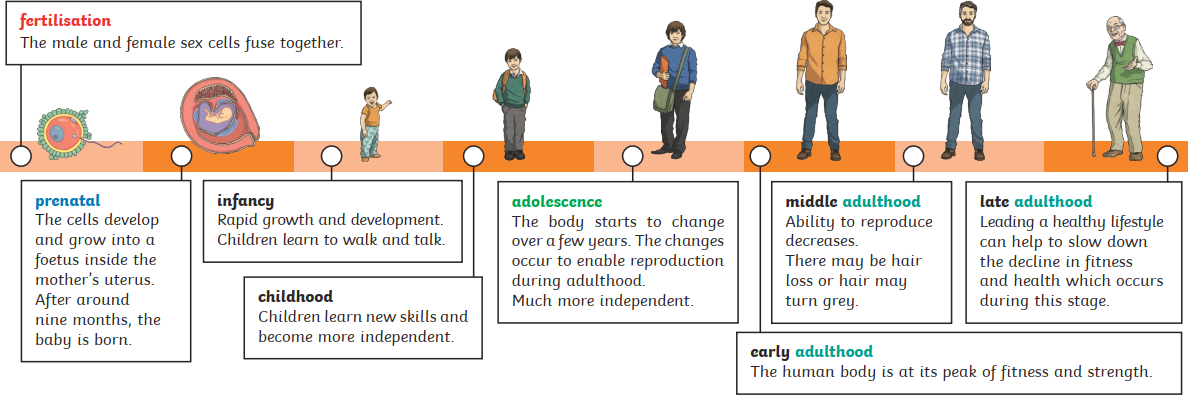 fertilisation
The male and female sex cells fuse together.
prenatal
The cells develop
and grow into a
foetus inside the
mother's uterus.
After around
nine months, the
baby is born.
infancy
Rapid growth and development.
Children learn to walk and talk.
childhood
Children learn new skills and
become more independent.
adolescence
The body starts to change
over a few years. The changes
occur to enable reproduction
during adulthood.
Much more independent.
early adulthood
The human body is at its peak of fitness and strength.
middle adulthood
Ability to reproduce
decreases.
There may be hair
loss or hair may
turn grey.
late adulthood
Leading a healthy lifestyle
can help to slow down
the decline in fitness
and health which occurs
during this stage.